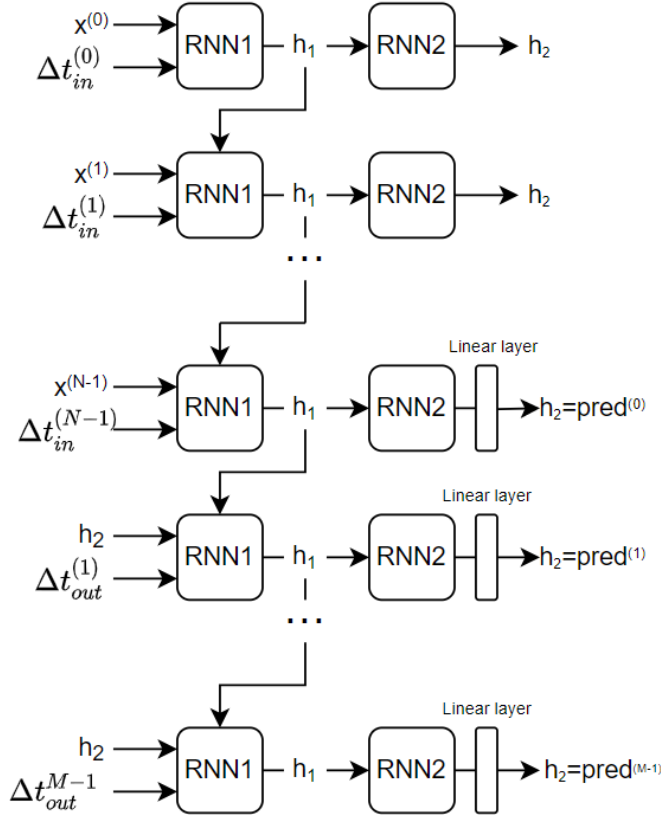 x(0)
Δt_in^(0)
RNN1 h1 RNN2 h2
x(1)
Δt_in^(1)
RNN1 h1 RNN2 h2
...
Linear layer
x(N-1)
Δt_in^(N−1)
RNN1 h1 RNN2 h2=pred(0)
Linear layer
h2
Δt_out^(1)
RNN1 h1 RNN2 h2=pred(1)
...
Linear layer
h2
Δt_out^M−1
RNN1 h1 RNN2 h2=pred(M-1)